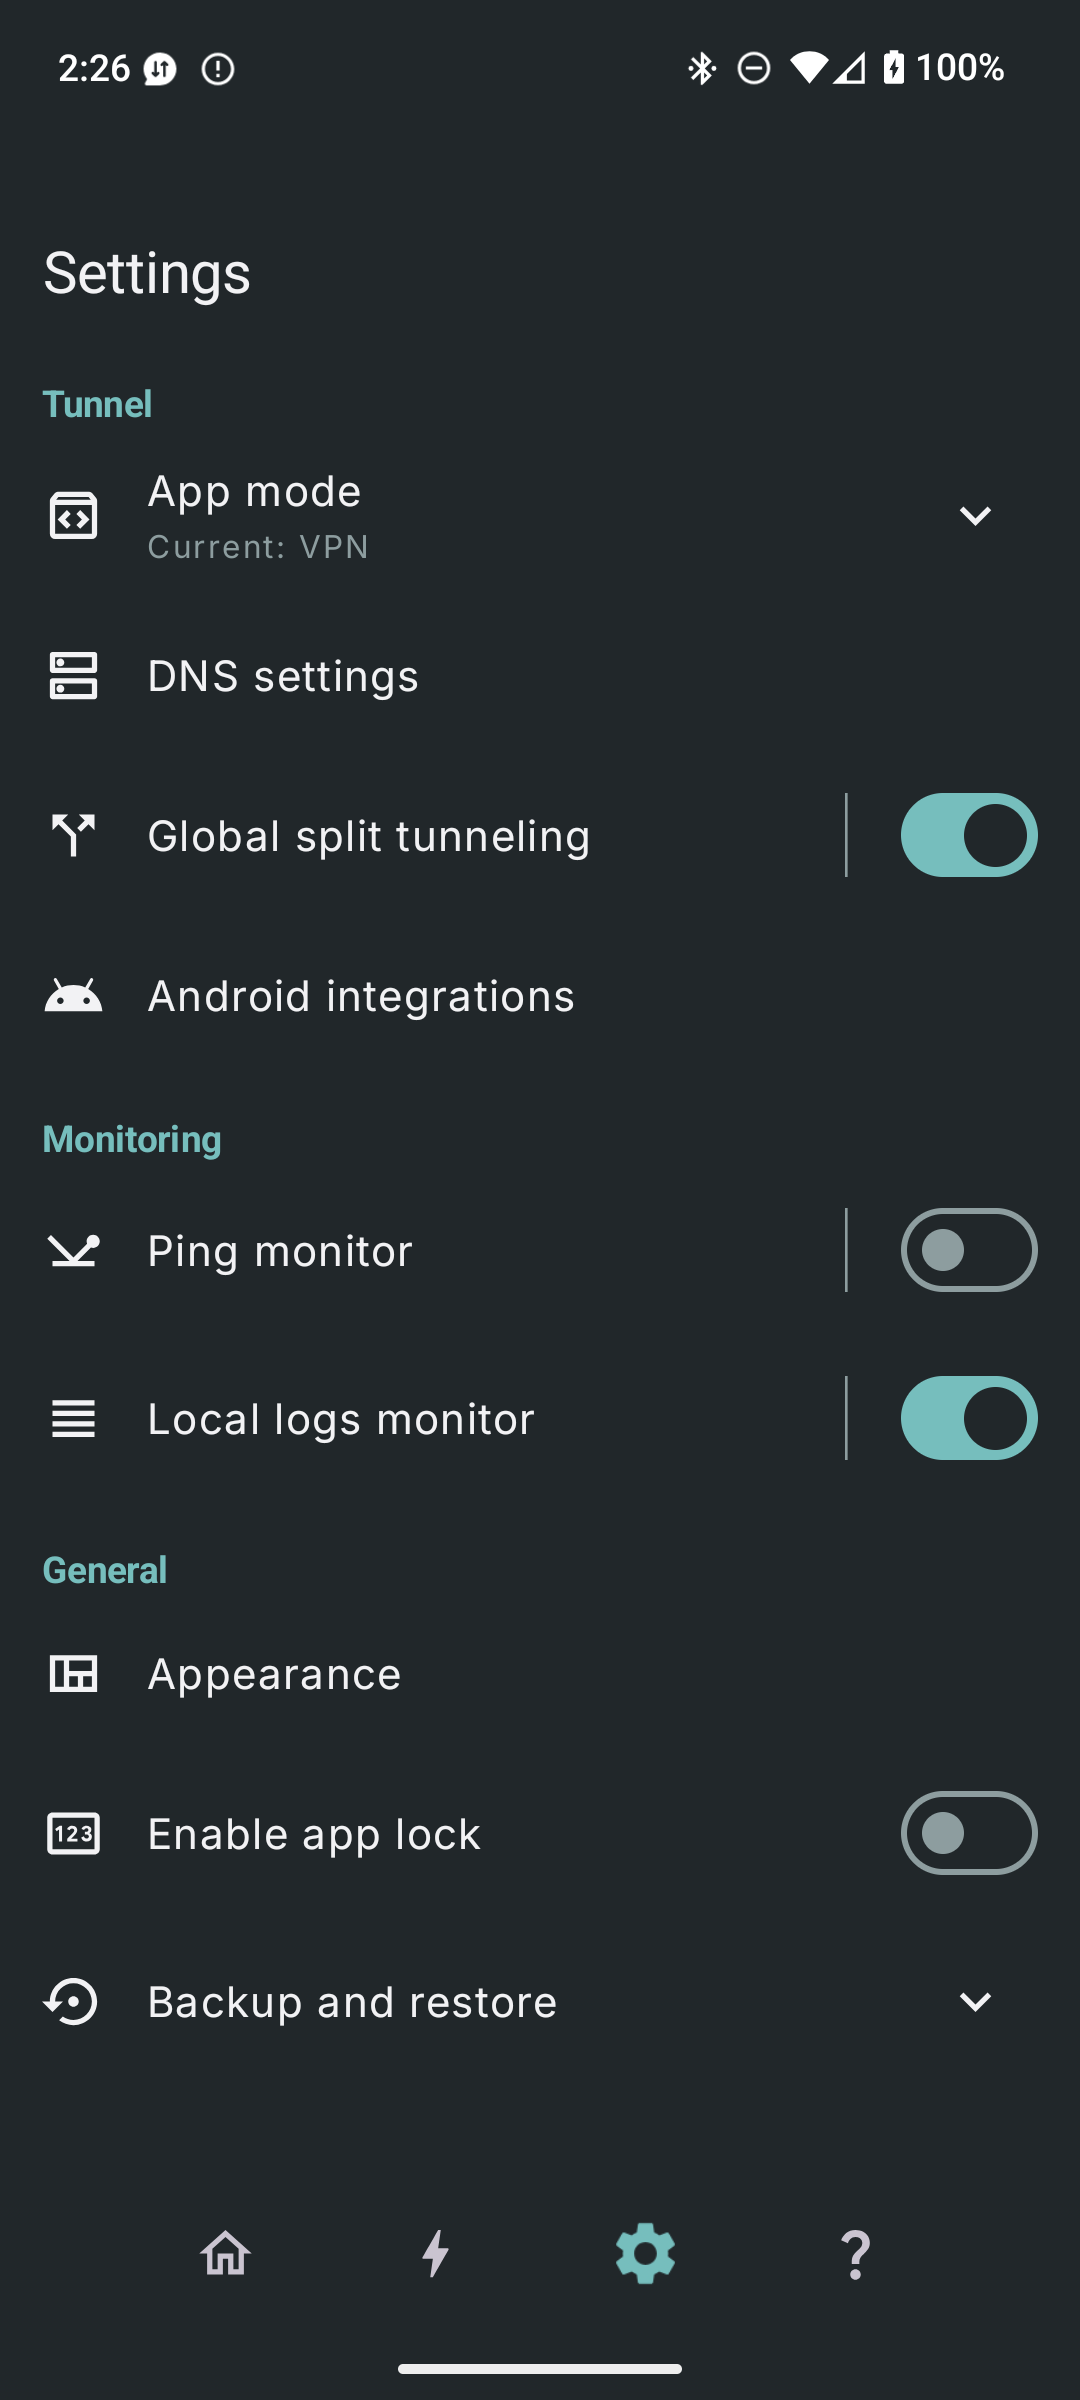 2:26 100%
Settings
Tunnel
App mode
Current: VPN
DNS settings
Global split tunneling
Android integrations
Monitoring
Ping monitor
Local logs monitor
General
Appearance
123 Enable app lock
Backup and restore